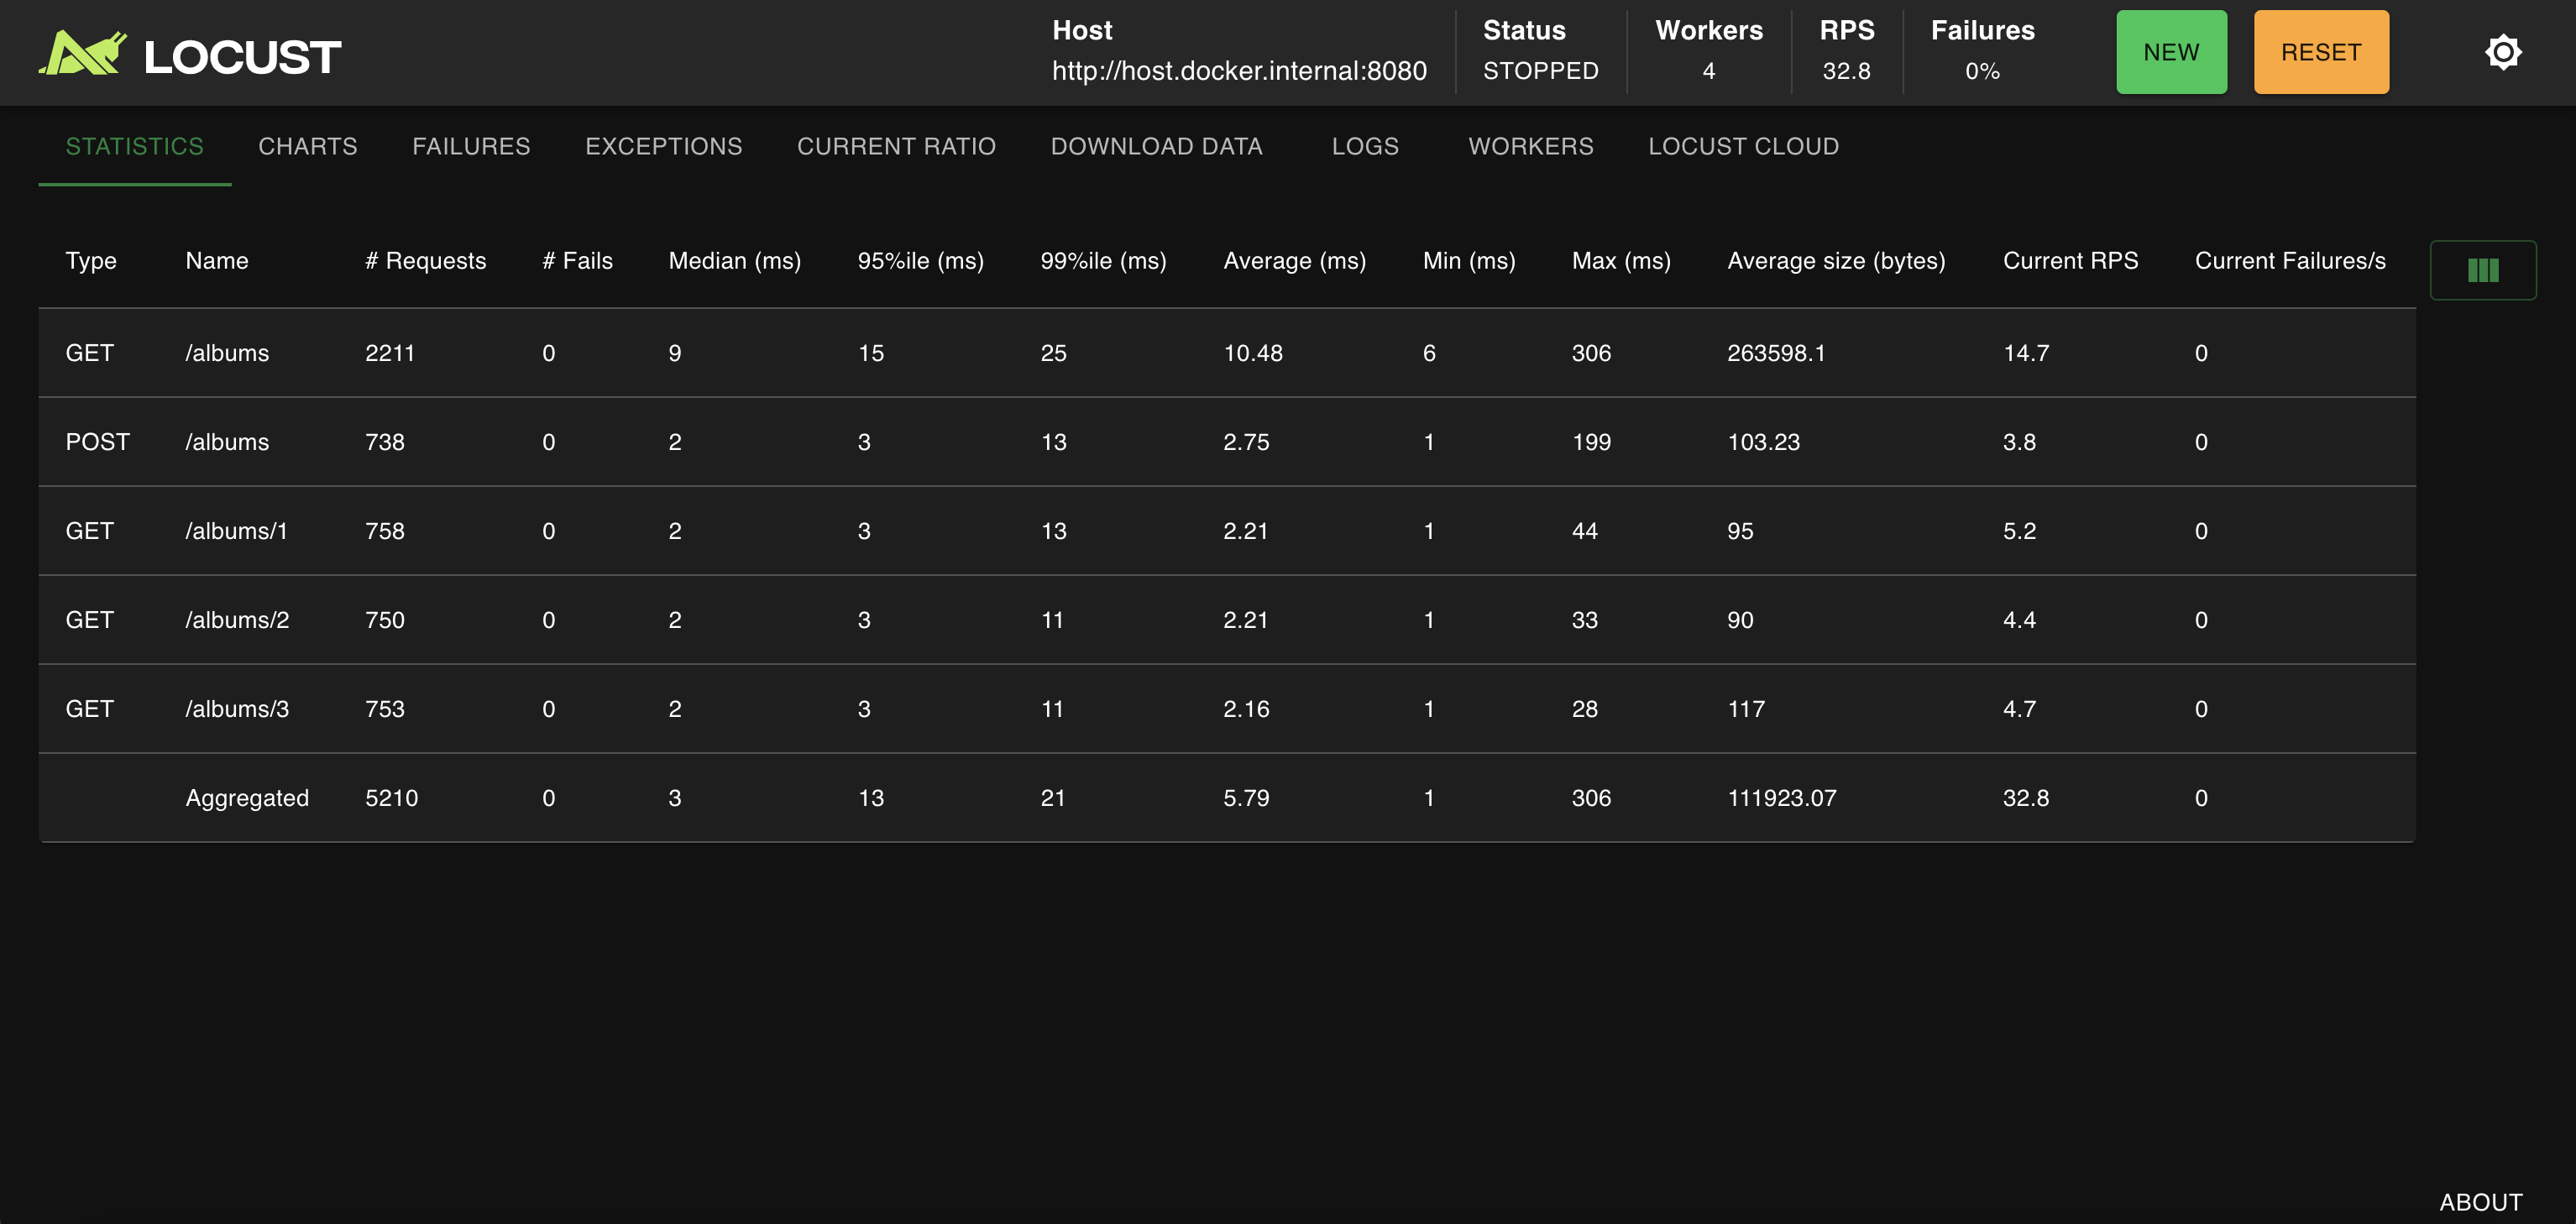 LOCUST
Host
http://host.docker.internal:8080
Status
STOPPED
Workers
4
RPS
32.8
Failures
0%
NEW
RESET
STATISTICS CHARTS FAILURES EXCEPTIONS CURRENT RATIO DOWNLOAD DATA LOGS WORKERS LOCUST CLOUD
Type Name # Requests # Fails Median (ms) 95%ile (ms) 99%ile (ms) Average (ms) Min (ms) Max (ms) Average size (bytes) Current RPS Current Failures/s
GET /albums 2211 0 9 15 25 10.48 6 306 263598.1 14.7 0
POST /albums 738 0 2 3 13 2.75 1 199 103.23 3.8 0
GET /albums/1 758 0 2 3 13 2.21 1 44 95 5.2 0
GET /albums/2 750 0 2 3 11 2.21 1 33 90 4.4 0
GET /albums/3 753 0 2 3 11 2.16 1 28 117 4.7 0
Aggregated 5210 0 3 13 21 5.79 1 306 111923.07 32.8 0
ABOUT